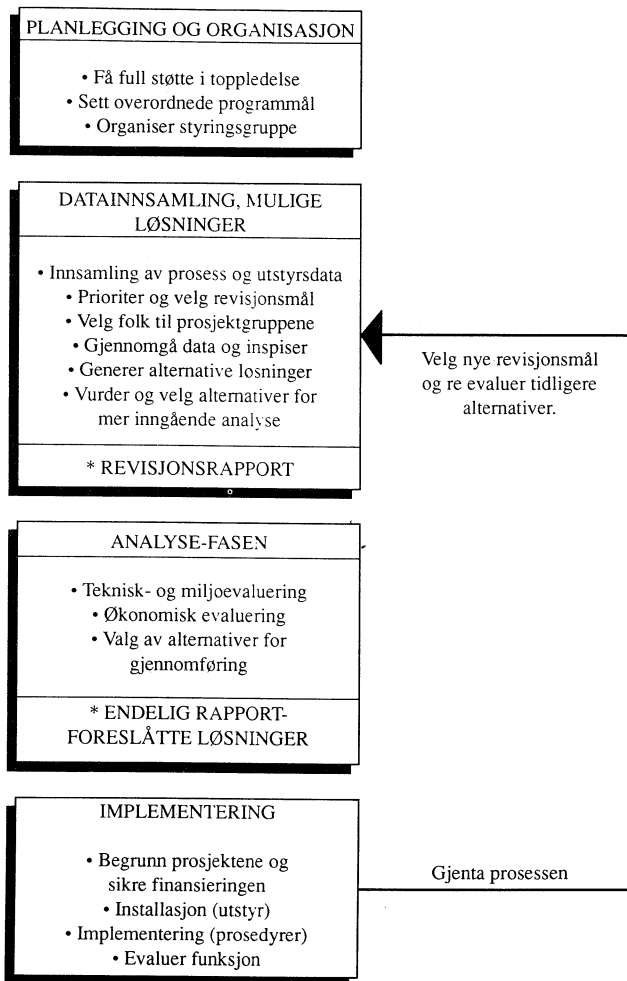 PLANLEGGING OG ORGANISASJON
• Få full støtte i toppledelse
• Sett overordnede programmål
• Organiser styringsgruppe
DATAINNSAMLING, MULIGE
LØSNINGER
• Innsamling av prosess og utstyrsdata
• Prioriter og velg revisjonsmål
• Velg folk til prosjektgruppene
• Gjennomgå data og inspiser
• Generer alternative løsninger
• Vurder og velg alternativer for
mer inngående analyse
* REVISJONSRAPPORT
Velg nye revisjonsmål
og re evaluer tidligere
alternativer.
ANALYSE-FASEN
• Teknisk- og miljøevaluering
• Økonomisk evaluering
• Valg av alternativer for
gjennomføring
* ENDELIG RAPPORT-
FORESLÅTTE LØSNINGER
IMPLEMENTERING
• Begrunn prosjektene og
sikre finansieringen
• Installasjon (utstyr)
• Implementering (prosedyrer)
• Evaluer funksjon
Gjenta prosessen